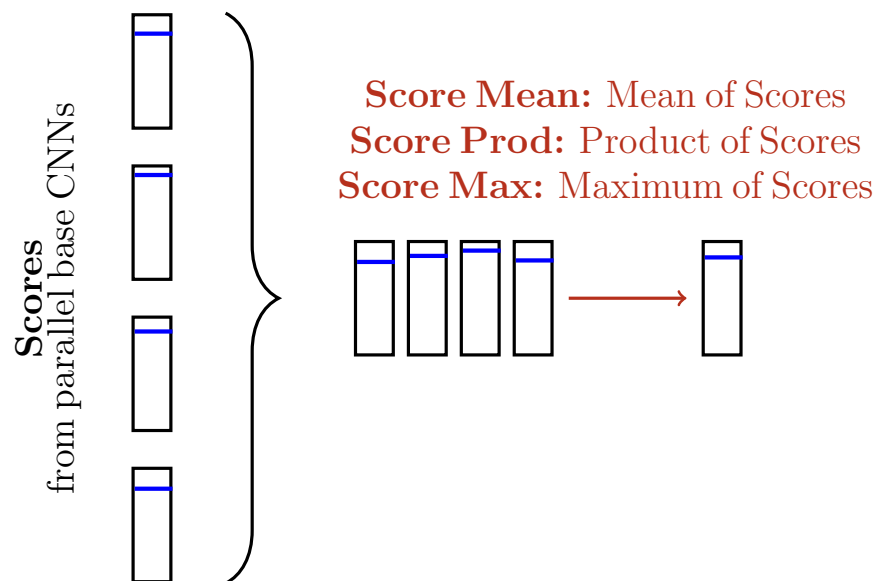 Scores
from parallel base CNNs
Score Mean: Mean of Scores
Score Prod: Product of Scores
Score Max: Maximum of Scores